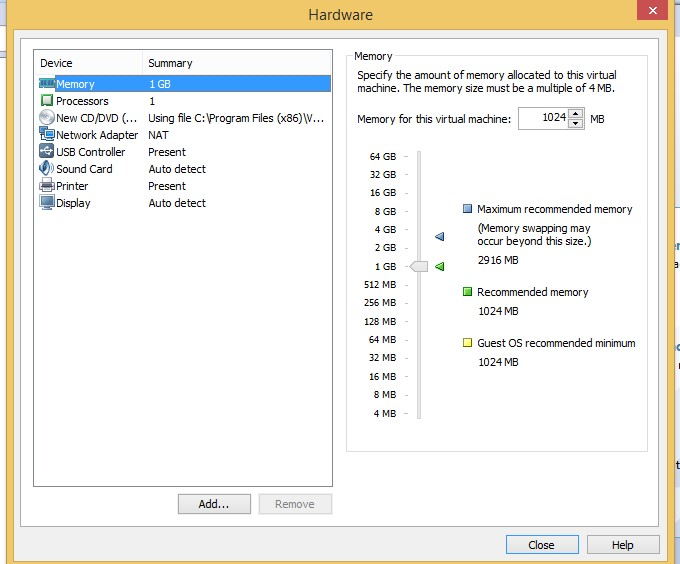 Hardware
Device Summary
Memory 1 GB
Processors 1
New CD/DVD (... Using file C:\Program Files (x86)\V...
Network Adapter NAT
USB Controller Present
Sound Card Auto detect
Printer Present
Display Auto detect
Add... Remove
Memory
Specify the amount of memory allocated to this virtual
machine. The memory size must be a multiple of 4 MB.
Memory for this virtual machine: 1024 MB
64 GB
32 GB
16 GB
8 GB
4 GB
2 GB
1 GB
512 MB
256 MB
128 MB
64 MB
32 MB
16 MB
8 MB
4 MB
Maximum recommended memory
(Memory swapping may
occur beyond this size.)
2916 MB
Recommended memory
1024 MB
Guest OS recommended minimum
1024 MB
Close Help